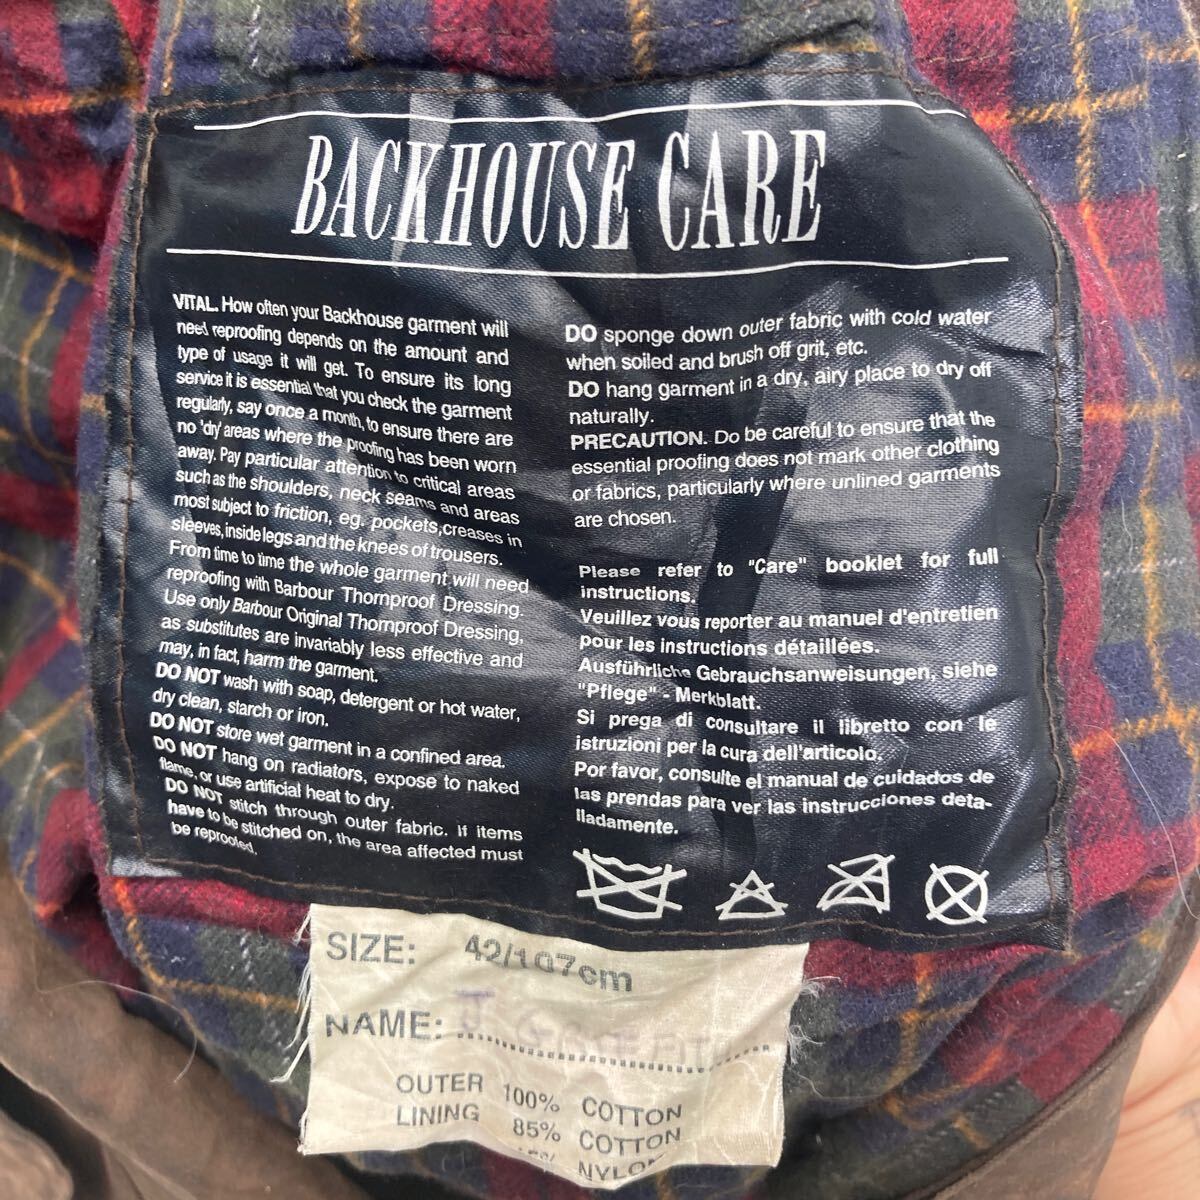 BACKHOUSE CARE
VITAL. How often your Backhouse garment will
need reproofing depends on the amount and
type of usage it will get. To ensure its long
service it is essential that you check the garment
regularly, say once a month, to ensure there are
no 'dry' areas where the proofing has been worn
away. Pay particular attention to critical areas
such as the shoulders, neck seams and areas
most subject to friction, eg. pockets,creases in
sleeves, inside legs and the knees of trousers.
From time to time the whole garment will need
reproofing with Barbour Thornproof Dressing.
Use only Barbour Original Thornproof Dressing,
as substitutes are invariably less effective and
may, in fact, harm the garment.
DO NOT wash with soap, detergent or hot water,
dry clean, starch or iron.
DO NOT store wet garment in a confined area.
DO NOT hang on radiators, expose to naked
flame, or use artificial heat to dry.
DO NOT stitch through outer fabric. If items
have to be stitched on, the area affected must
be reproofed.
DO sponge down outer fabric with cold water
when soiled and brush off grit, etc.
DO hang garment in a dry, airy place to dry off
naturally.
PRECAUTION. Do be careful to ensure that the
essential proofing does not mark other clothing
or fabrics, particularly where unlined garments
are chosen.
Please refer to "Care" booklet for full
instructions.
Veuillez vous reporter au manuel d'entretien
pour les instructions détaillées.
Ausführliche Gebrauchsanweisungen, siehe
"Pflege" - Merkblatt.
Si prega di consultare il libretto con le
istruzioni per la cura dell'articolo.
Por favor, consulte el manual de cuidados de
las prendas para ver las instrucciones deta-
lladamente.
SIZE: 42/107cm
NAME:
OUTER 100% COTTON
LINING 85% COTTON
NYLON